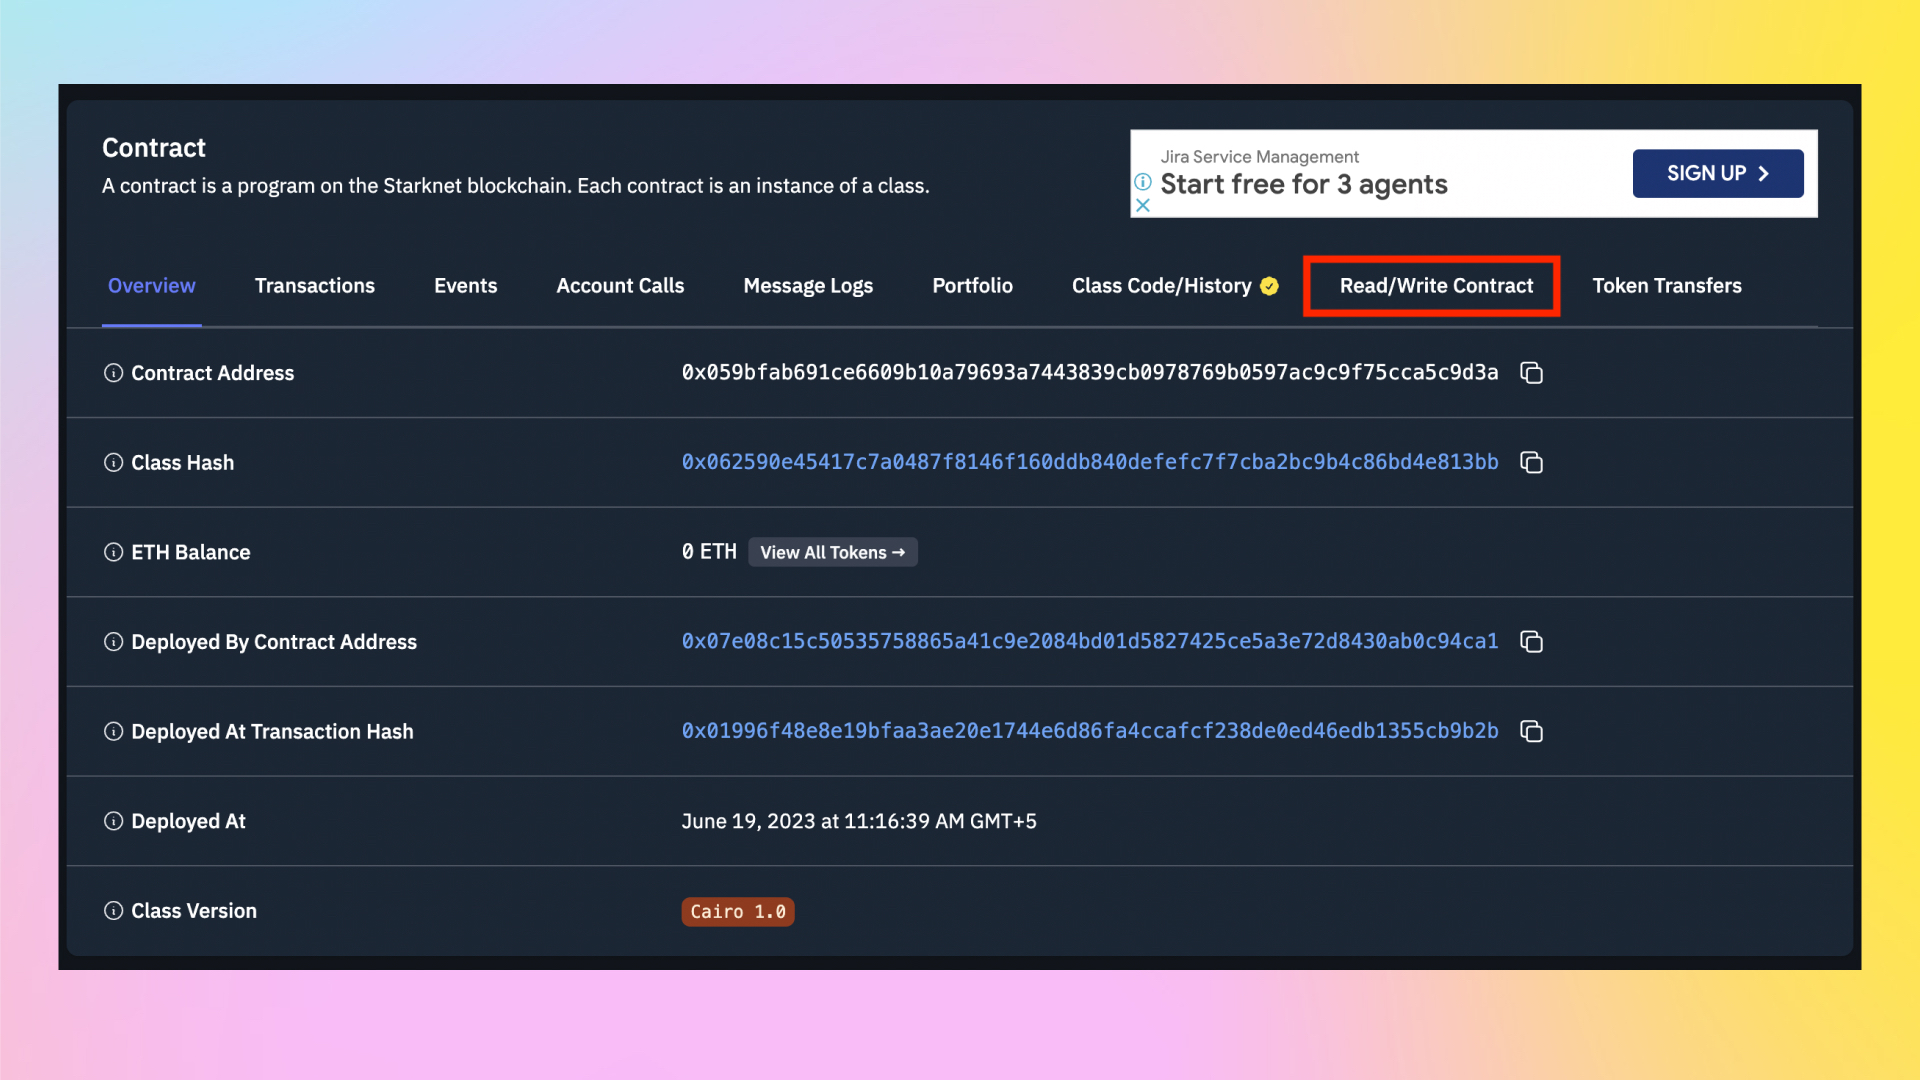 Contract
A contract is a program on the Starknet blockchain. Each contract is an instance of a class.
Jira Service Management
Start free for 3 agents
SIGN UP
Overview Transactions Events Account Calls Message Logs Portfolio Class Code/History Read/Write Contract Token Transfers
Contract Address 0x059bfab691ce6609b10a79693a7443839cb0978769b0597ac9c9f75cca5c9d3a
Class Hash 0x062590e45417c7a0487f8146f160ddb840defefc7f7cba2bc9b4c86bd4e813bb
ETH Balance 0 ETH View All Tokens →
Deployed By Contract Address 0x07e08c15c50535758865a41c9e2084bd01d5827425ce5a3e72d8430ab0c94ca1
Deployed At Transaction Hash 0x01996f48e8e19bfaa3ae20e1744e6d86fa4ccafcf238de0ed46edb1355cb9b2b
Deployed At June 19, 2023 at 11:16:39 AM GMT+5
Class Version Cairo 1.0